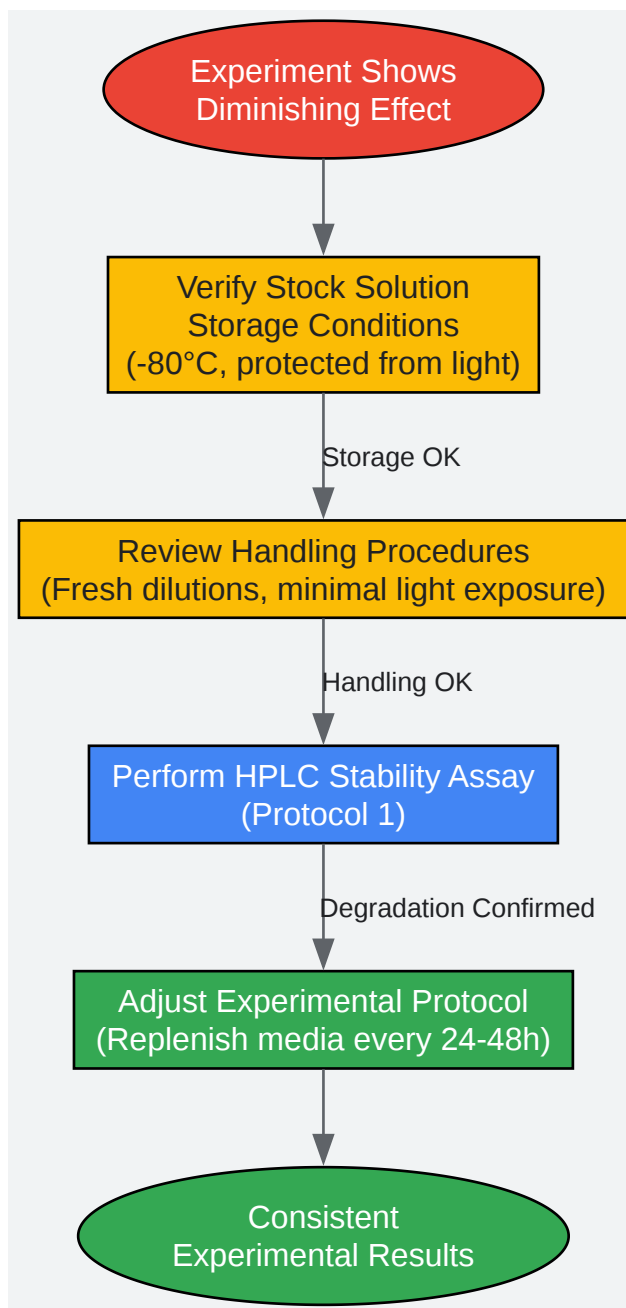 Experiment Shows
Diminishing Effect
Verify Stock Solution
Storage Conditions
(-80°C, protected from light)
Storage OK
Review Handling Procedures
(Fresh dilutions, minimal light exposure)
Handling OK
Perform HPLC Stability Assay
(Protocol 1)
Degradation Confirmed
Adjust Experimental Protocol
(Replenish media every 24-48h)
Consistent
Experimental Results